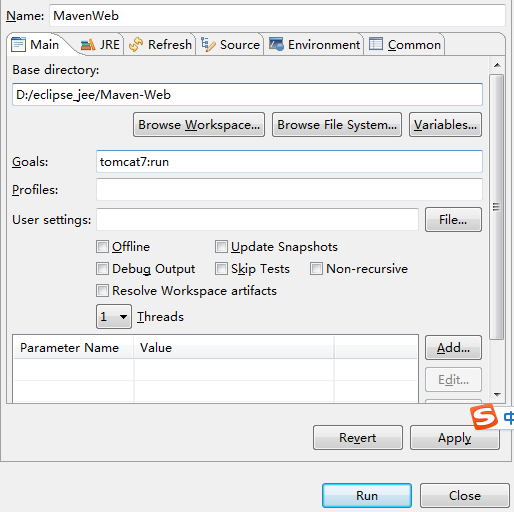 Name: MavenWeb
Main JRE Refresh Source Environment Common
Base directory:
D:/eclipse_jee/Maven-Web
Browse Workspace... Browse File System... Variables...
Goals: tomcat7:run
Profiles:
User settings: File...
Offline Update Snapshots
Debug Output Skip Tests Non-recursive
Resolve Workspace artifacts
1 Threads
Parameter Name Value Add...
Edit...
S
Revert Apply
Run Close